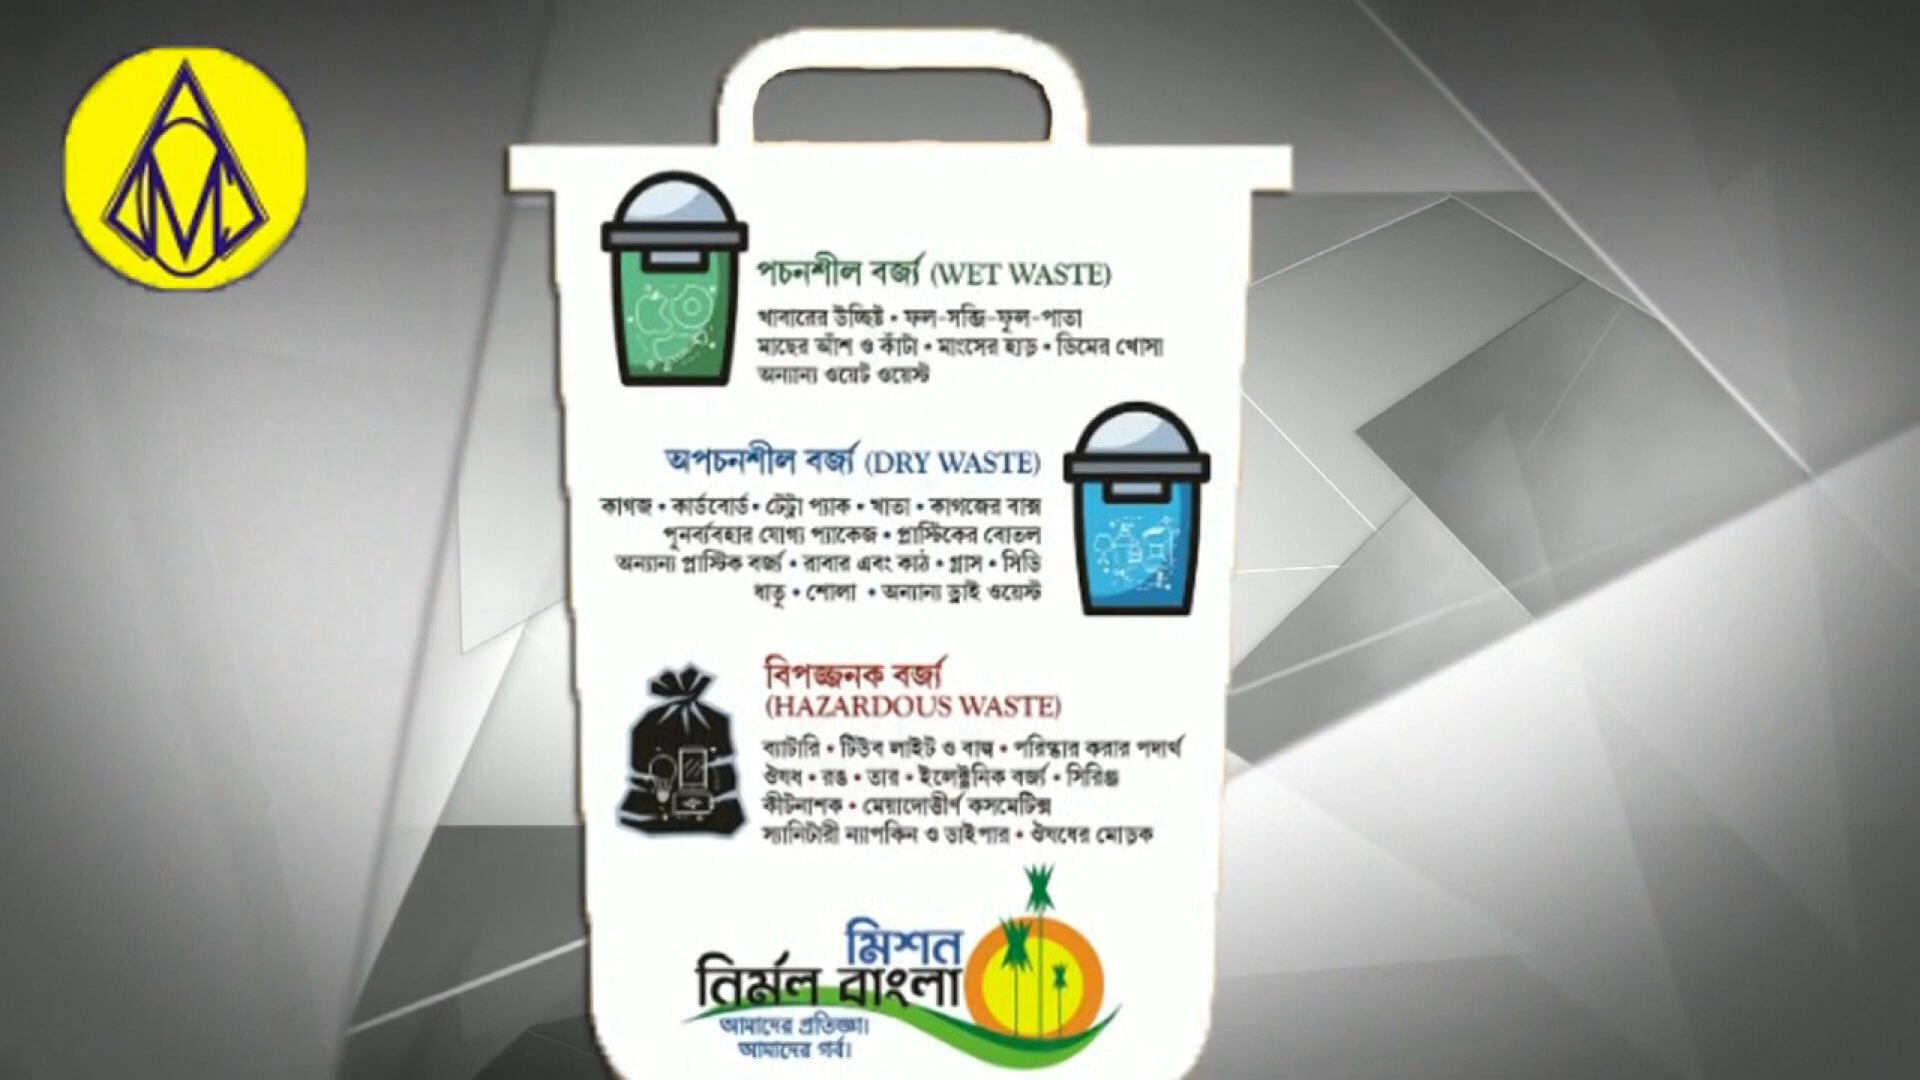 পচনশীল বর্জ্য (WET WASTE)
খাবারের উচ্ছিষ্ট • ফল-সব্জি-ফুল-পাতা
মাছের আঁশ ও কাঁটা • মাংসের হাড় • ডিমের খোসা
অন্যান্য ওয়েট ওয়েস্ট
অপচনশীল বর্জ্য (DRY WASTE)
কাগজ • কার্ডবোর্ড • টেট্রা প্যাক • খাতা • কাগজের বাক্স
পুনর্ব্যবহার যোগ্য প্যাকেজ • প্লাস্টিকের বোতল
অন্যান্য প্লাস্টিক বর্জ্য • রাবার এবং কাঠ • গ্লাস • সিডি
ধাতু • শোলা • অন্যান্য ড্রাই ওয়েস্ট
বিপজ্জনক বর্জ্য
(HAZARDOUS WASTE)
ব্যাটারি • টিউব লাইট ও বাল্ব • পরিস্কার করার পদার্থ
ঔষধ • রঙ • তার • ইলেক্ট্রনিক বর্জ্য • সিরিঞ্জ
কীটনাশক • মেয়াদোত্তীর্ণ কসমেটিক্স
স্যানিটারী ন্যাপকিন ও ডাইপার • ঔষধের মোড়ক
মিশন
নির্মল বাংলা
আমাদের প্রতিজ্ঞা।
আমাদের গর্ব।